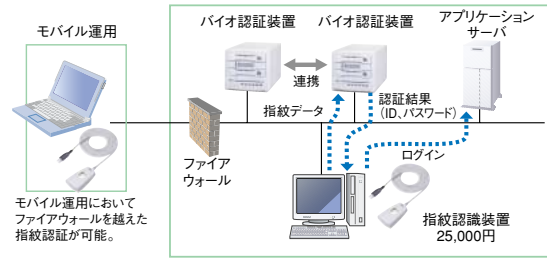 モバイル運用
バイオ認証装置
バイオ認証装置
アプリケーション
サーバ
連携
指紋データ
認証結果
（ID、パスワード）
ファイア
ウォール
ログイン
モバイル運用において
ファイアウォールを越えた
指紋認証が可能。
指紋認識装置
25,000円